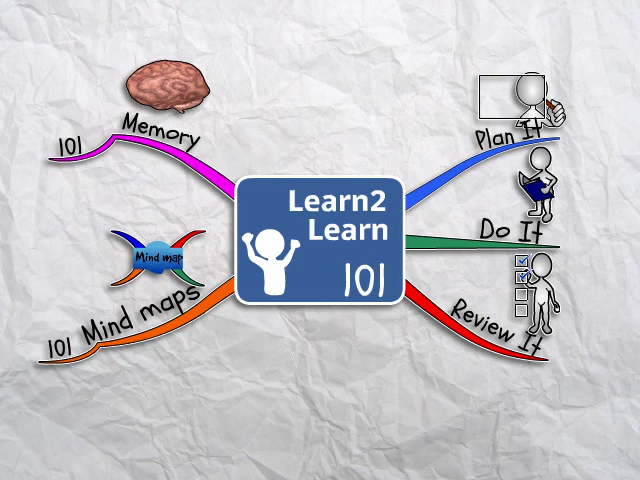 Learn2
Learn
101
Memory
101
Mind map
Mind maps
101
Plan It
Do It
Review It